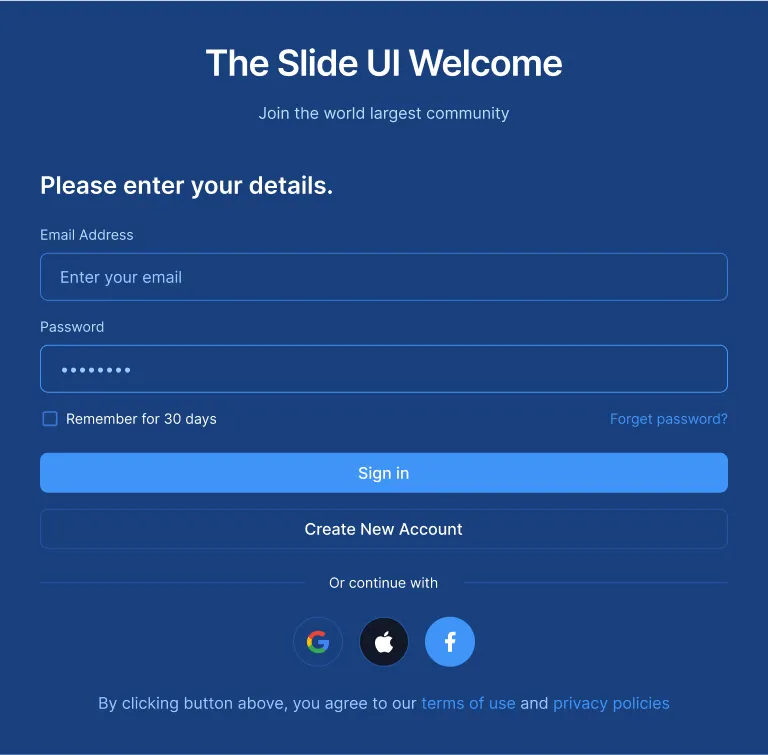 The Slide UI Welcome
Join the world largest community
Please enter your details.
Email Address
Enter your email
Password
••••••••
Remember for 30 days
Forget password?
Sign in
Create New Account
Or continue with
By clicking button above, you agree to our terms of use and privacy policies